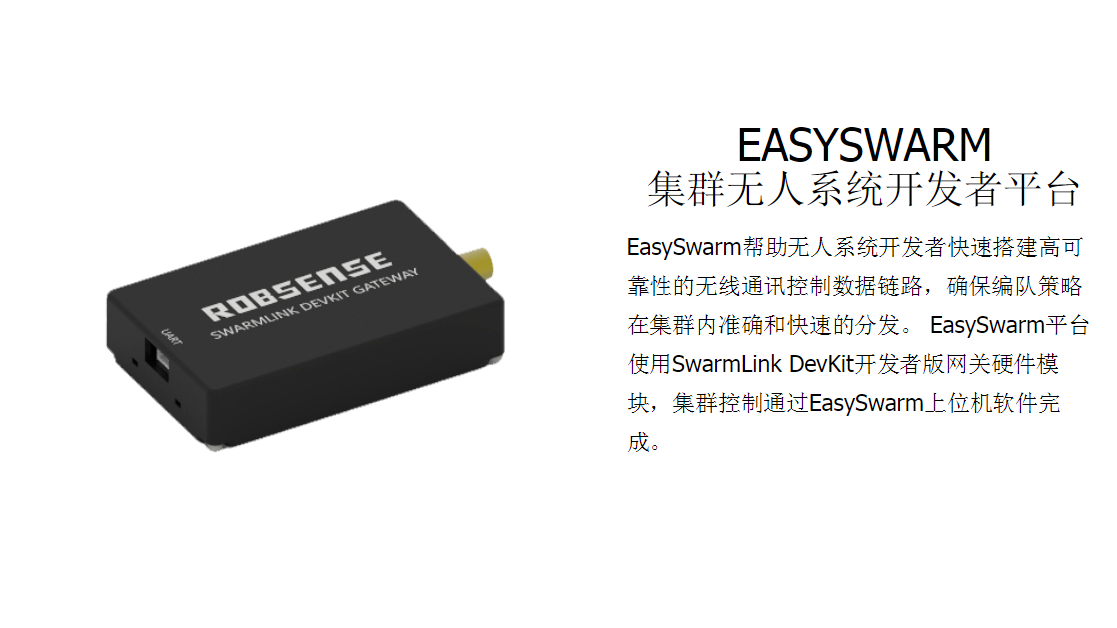 ROBSENSE
SWARMLINK DEVKIT GATEWAY
UART
EASYSWARM
集群无人系统开发者平台
EasySwarm帮助无人系统开发者快速搭建高可
靠性的无线通讯控制数据链路，确保编队策略
在集群内准确和快速的分发。 EasySwarm平台
使用SwarmLink DevKit开发者版网关硬件模
块，集群控制通过EasySwarm上位机软件完
成。